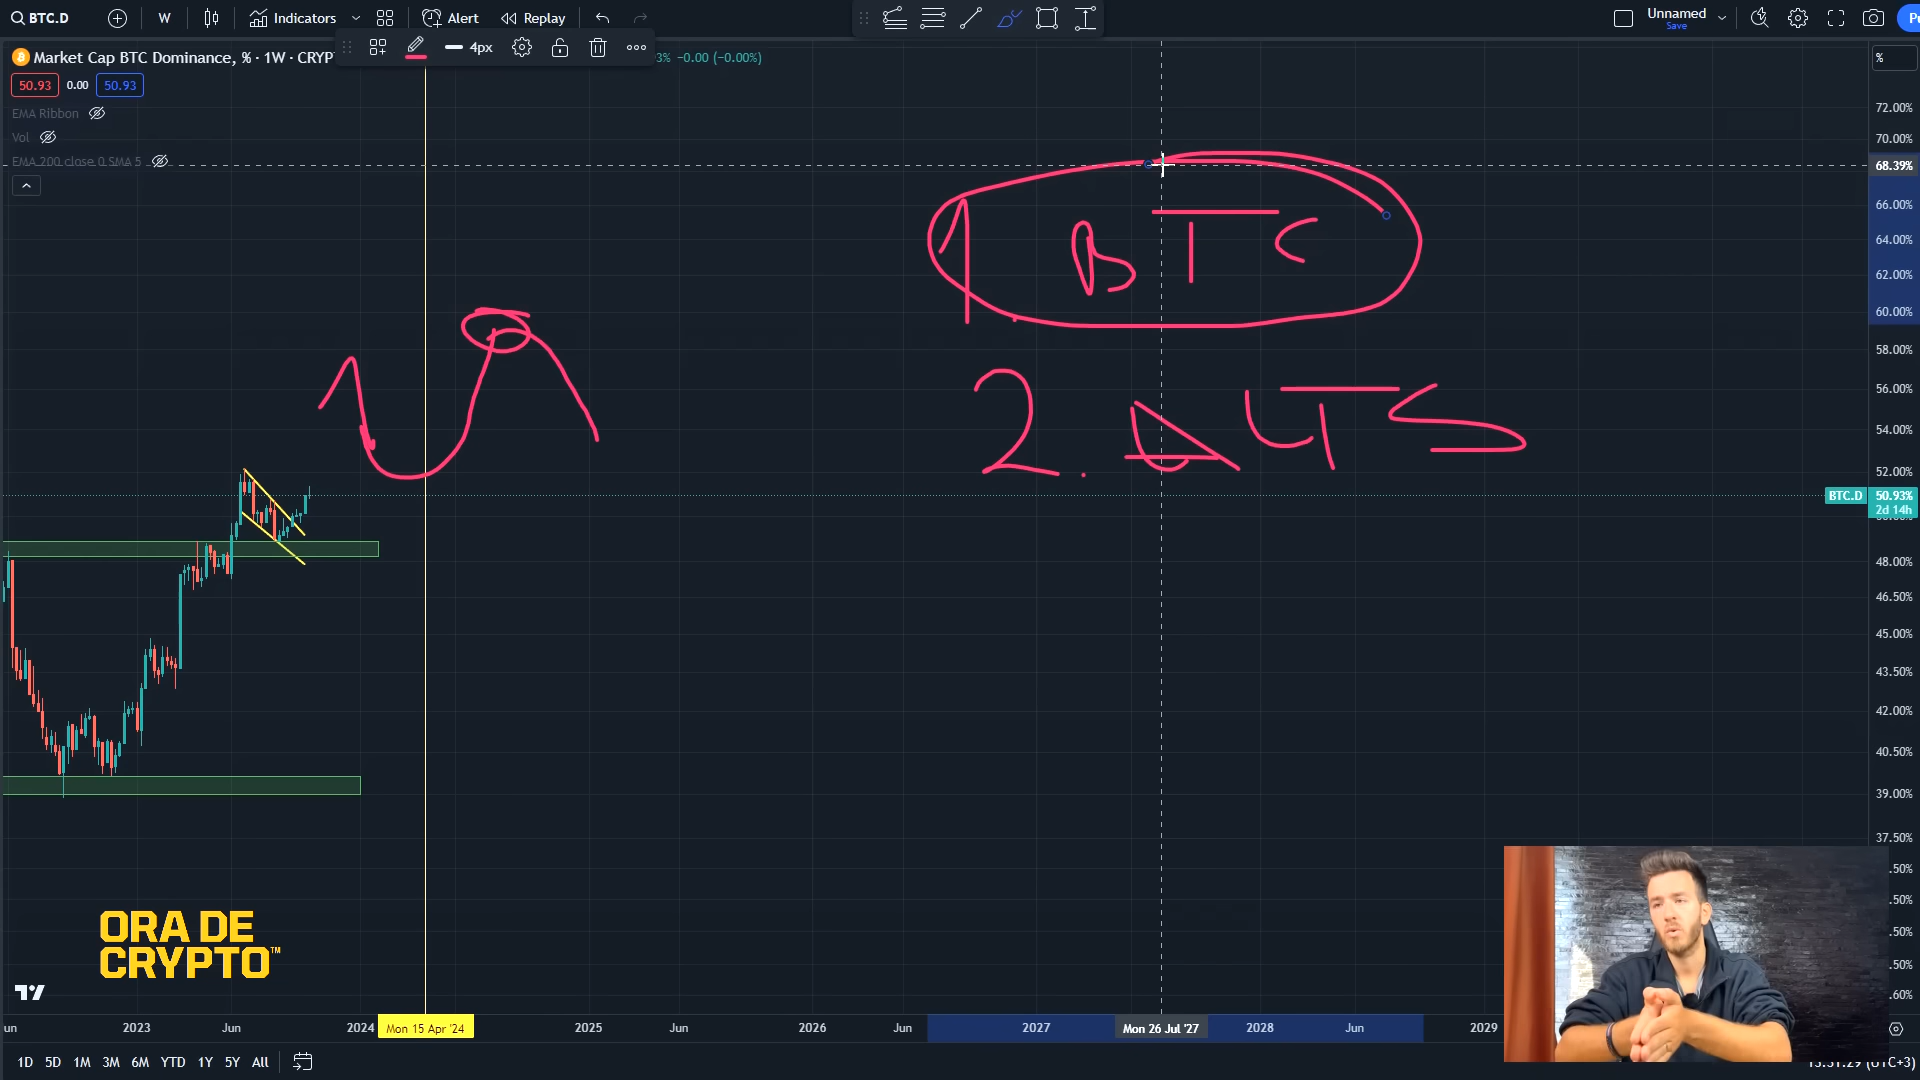 BTC.D W Indicators Alert Replay Unnamed
Save
4px
Market Cap BTC Dominance, % · 1W · CRYP 3% −0.00 (−0.00%)
%
50.93 0.00 50.93
EMA Ribbon
Vol
EMA 200 close 0 SMA 5
72.00%
70.00%
68.39%
66.00%
64.00%
62.00%
60.00%
58.00%
56.00%
54.00%
52.00%
BTC.D 50.93%
2d 14h
48.00%
46.50%
45.00%
43.50%
42.00%
40.50%
39.00%
37.50%
1 BTC
2. ALTS
ORA DE
CRYPTO™
2023 Jun 2024 Mon 15 Apr '24 2025 Jun 2026 Jun 2027 Mon 26 Jul '27 2028 Jun 2029
1D 5D 1M 3M 6M YTD 1Y 5Y All
(UTC+3)